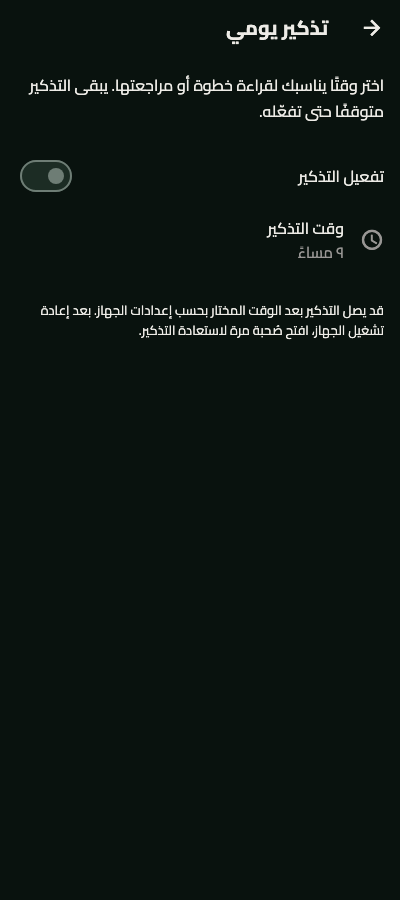 تذكير يومي
اختر وقتًا يناسبك لقراءة خطوة أو مراجعتها. يبقى التذكير
متوقفًا حتى تفعّله.
تفعيل التذكير
وقت التذكير
٩ مساءً
قد يصل التذكير بعد الوقت المختار بحسب إعدادات الجهاز. بعد إعادة
تشغيل الجهاز، افتح صُحبة مرة لاستعادة التذكير.